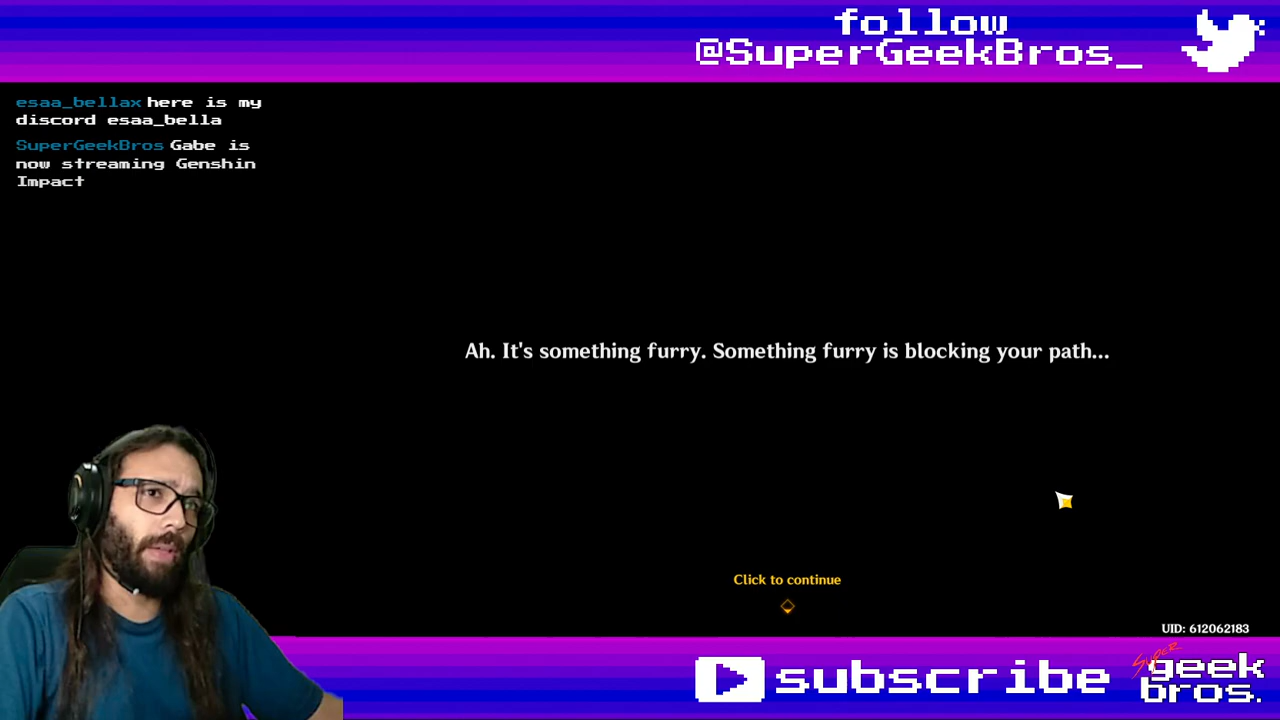 follow
@SuperGeekBros_
esaa_bellax here is my
discord esaa_bella
SuperGeekBros Gabe is
now streaming Genshin
Impact
Ah. It's something furry. Something furry is blocking your path...
Click to continue
UID: 612062183
subscribe
super
geek
bros.